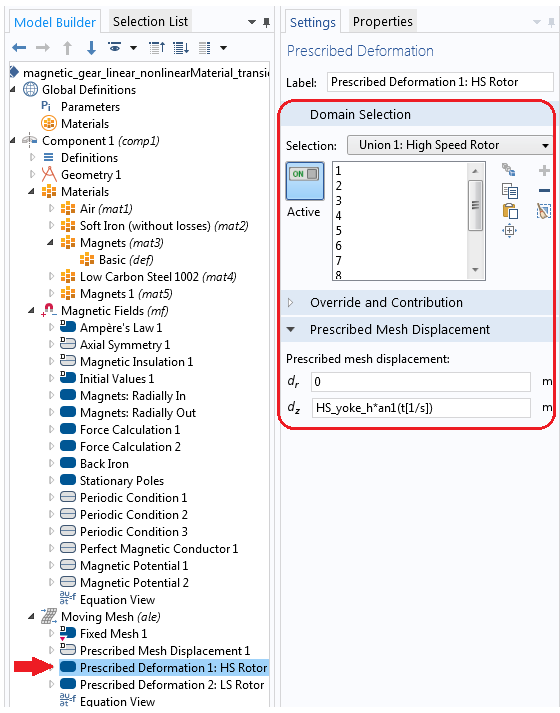 Model Builder
Selection List
magnetic_gear_linear_nonlinearMaterial_transie
Global Definitions
Pi Parameters
Materials
Component 1 (comp1)
Definitions
Geometry 1
Materials
Air (mat1)
Soft Iron (without losses) (mat2)
Magnets (mat3)
Basic (def)
Low Carbon Steel 1002 (mat4)
Magnets 1 (mat5)
Magnetic Fields (mf)
Ampère's Law 1
Axial Symmetry 1
Magnetic Insulation 1
Initial Values 1
Magnets: Radially In
Magnets: Radially Out
Force Calculation 1
Force Calculation 2
Back Iron
Stationary Poles
Periodic Condition 1
Periodic Condition 2
Periodic Condition 3
Perfect Magnetic Conductor 1
Magnetic Potential 1
Magnetic Potential 2
Equation View
Moving Mesh (ale)
Fixed Mesh 1
Prescribed Mesh Displacement 1
Prescribed Deformation 1: HS Rotor
Prescribed Deformation 2: LS Rotor
Equation View
Settings
Properties
Prescribed Deformation
Label: Prescribed Deformation 1: HS Rotor
Domain Selection
Selection: Union 1: High Speed Rotor
ON
Active
1
2
3
4
5
6
7
8
Override and Contribution
Prescribed Mesh Displacement
Prescribed mesh displacement:
dr 0 m
dz HS_yoke_h*an1(t[1/s]) m